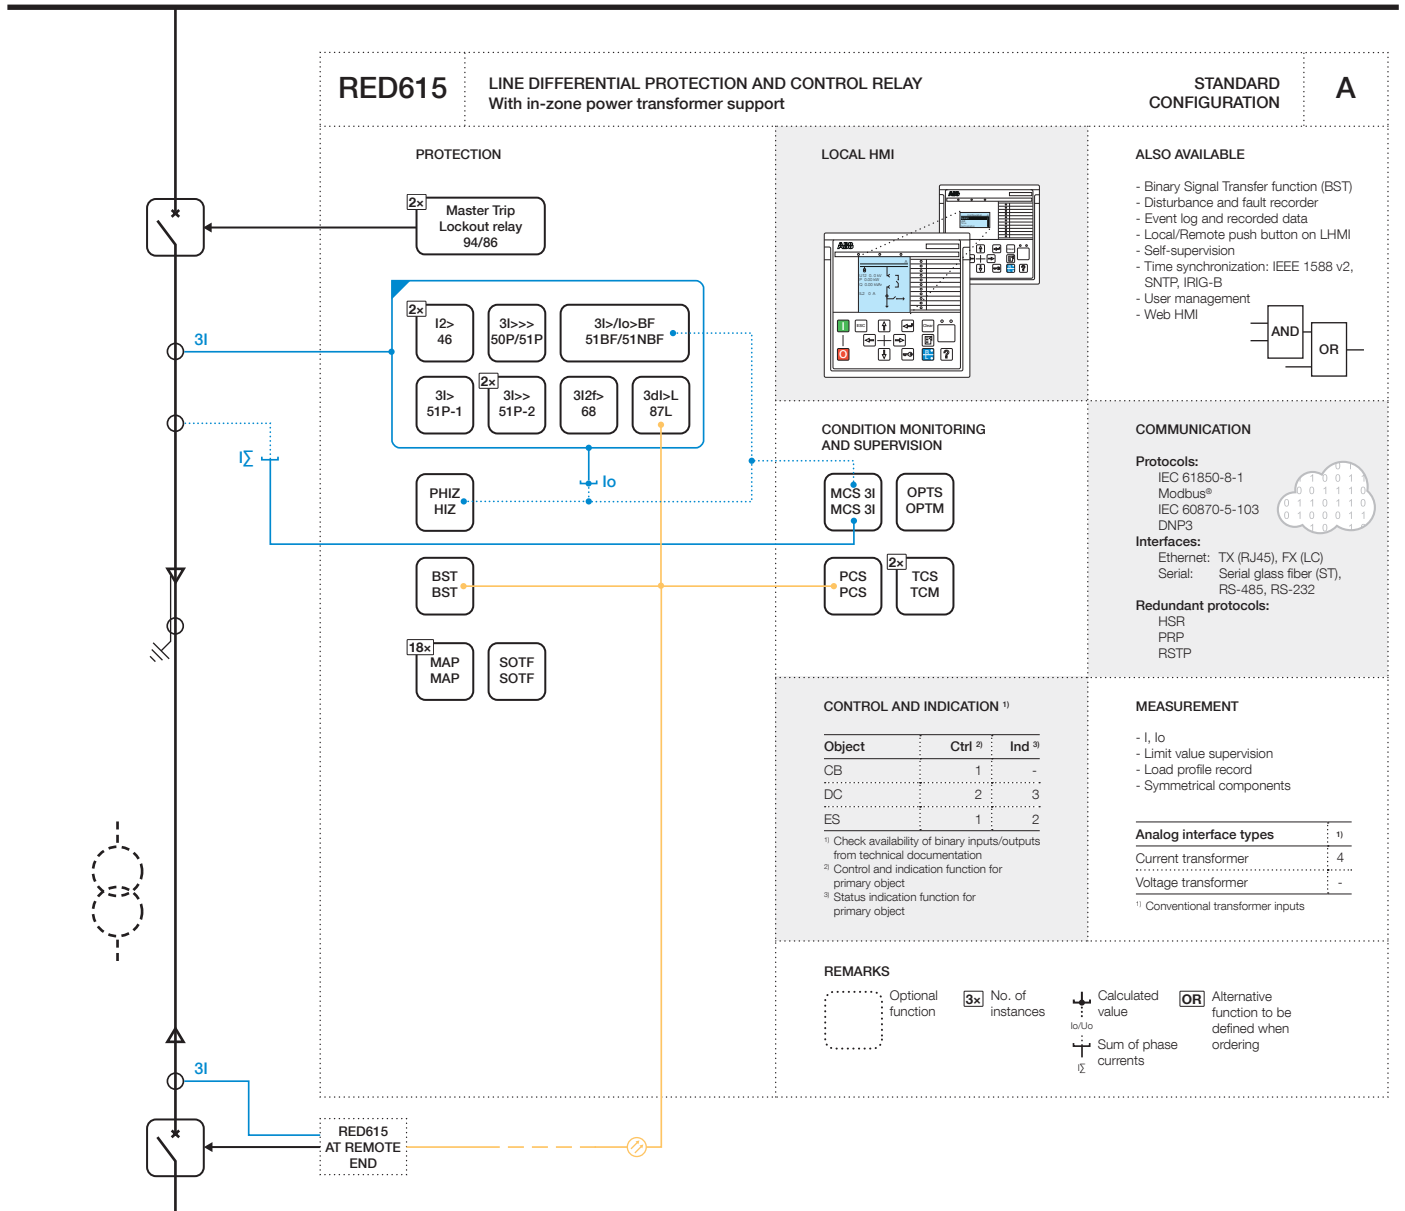 RED615
LINE DIFFERENTIAL PROTECTION AND CONTROL RELAY
With in-zone power transformer support
STANDARD
CONFIGURATION
A
PROTECTION
2×
Master Trip
Lockout relay
94/86
3I
2×
I2>
46
3I>>>
50P/51P
3I>/Io>BF
51BF/51NBF
3I>
51P-1
2×
3I>>
51P-2
3I2f>
68
3dI>L
87L
I∑
Io
PHIZ
HIZ
BST
BST
18×
MAP
MAP
SOTF
SOTF
LOCAL HMI
ABB
ABB
ESC
Clear
I
O
?
?
ALSO AVAILABLE
- Binary Signal Transfer function (BST)
- Disturbance and fault recorder
- Event log and recorded data
- Local/Remote push button on LHMI
- Self-supervision
- Time synchronization: IEEE 1588 v2,
SNTP, IRIG-B
- User management
- Web HMI
AND
OR
CONDITION MONITORING
AND SUPERVISION
MCS 3I
MCS 3I
OPTS
OPTM
PCS
PCS
2×
TCS
TCM
COMMUNICATION
Protocols:
IEC 61850-8-1
Modbus®
IEC 60870-5-103
DNP3
Interfaces:
Ethernet: TX (RJ45), FX (LC)
Serial: Serial glass fiber (ST),
RS-485, RS-232
Redundant protocols:
HSR
PRP
RSTP
CONTROL AND INDICATION 1)
Object Ctrl 2) Ind 3)
CB 1 -
DC 2 3
ES 1 2
1) Check availability of binary inputs/outputs
from technical documentation
2) Control and indication function for
primary object
3) Status indication function for
primary object
MEASUREMENT
- I, Io
- Limit value supervision
- Load profile record
- Symmetrical components
Analog interface types 1)
Current transformer 4
Voltage transformer -
1) Conventional transformer inputs
REMARKS
Optional
function
3×
No. of
instances
Calculated
value
Io/Uo
Sum of phase
currents
I∑
OR
Alternative
function to be
defined when
ordering
3I
RED615
AT REMOTE
END